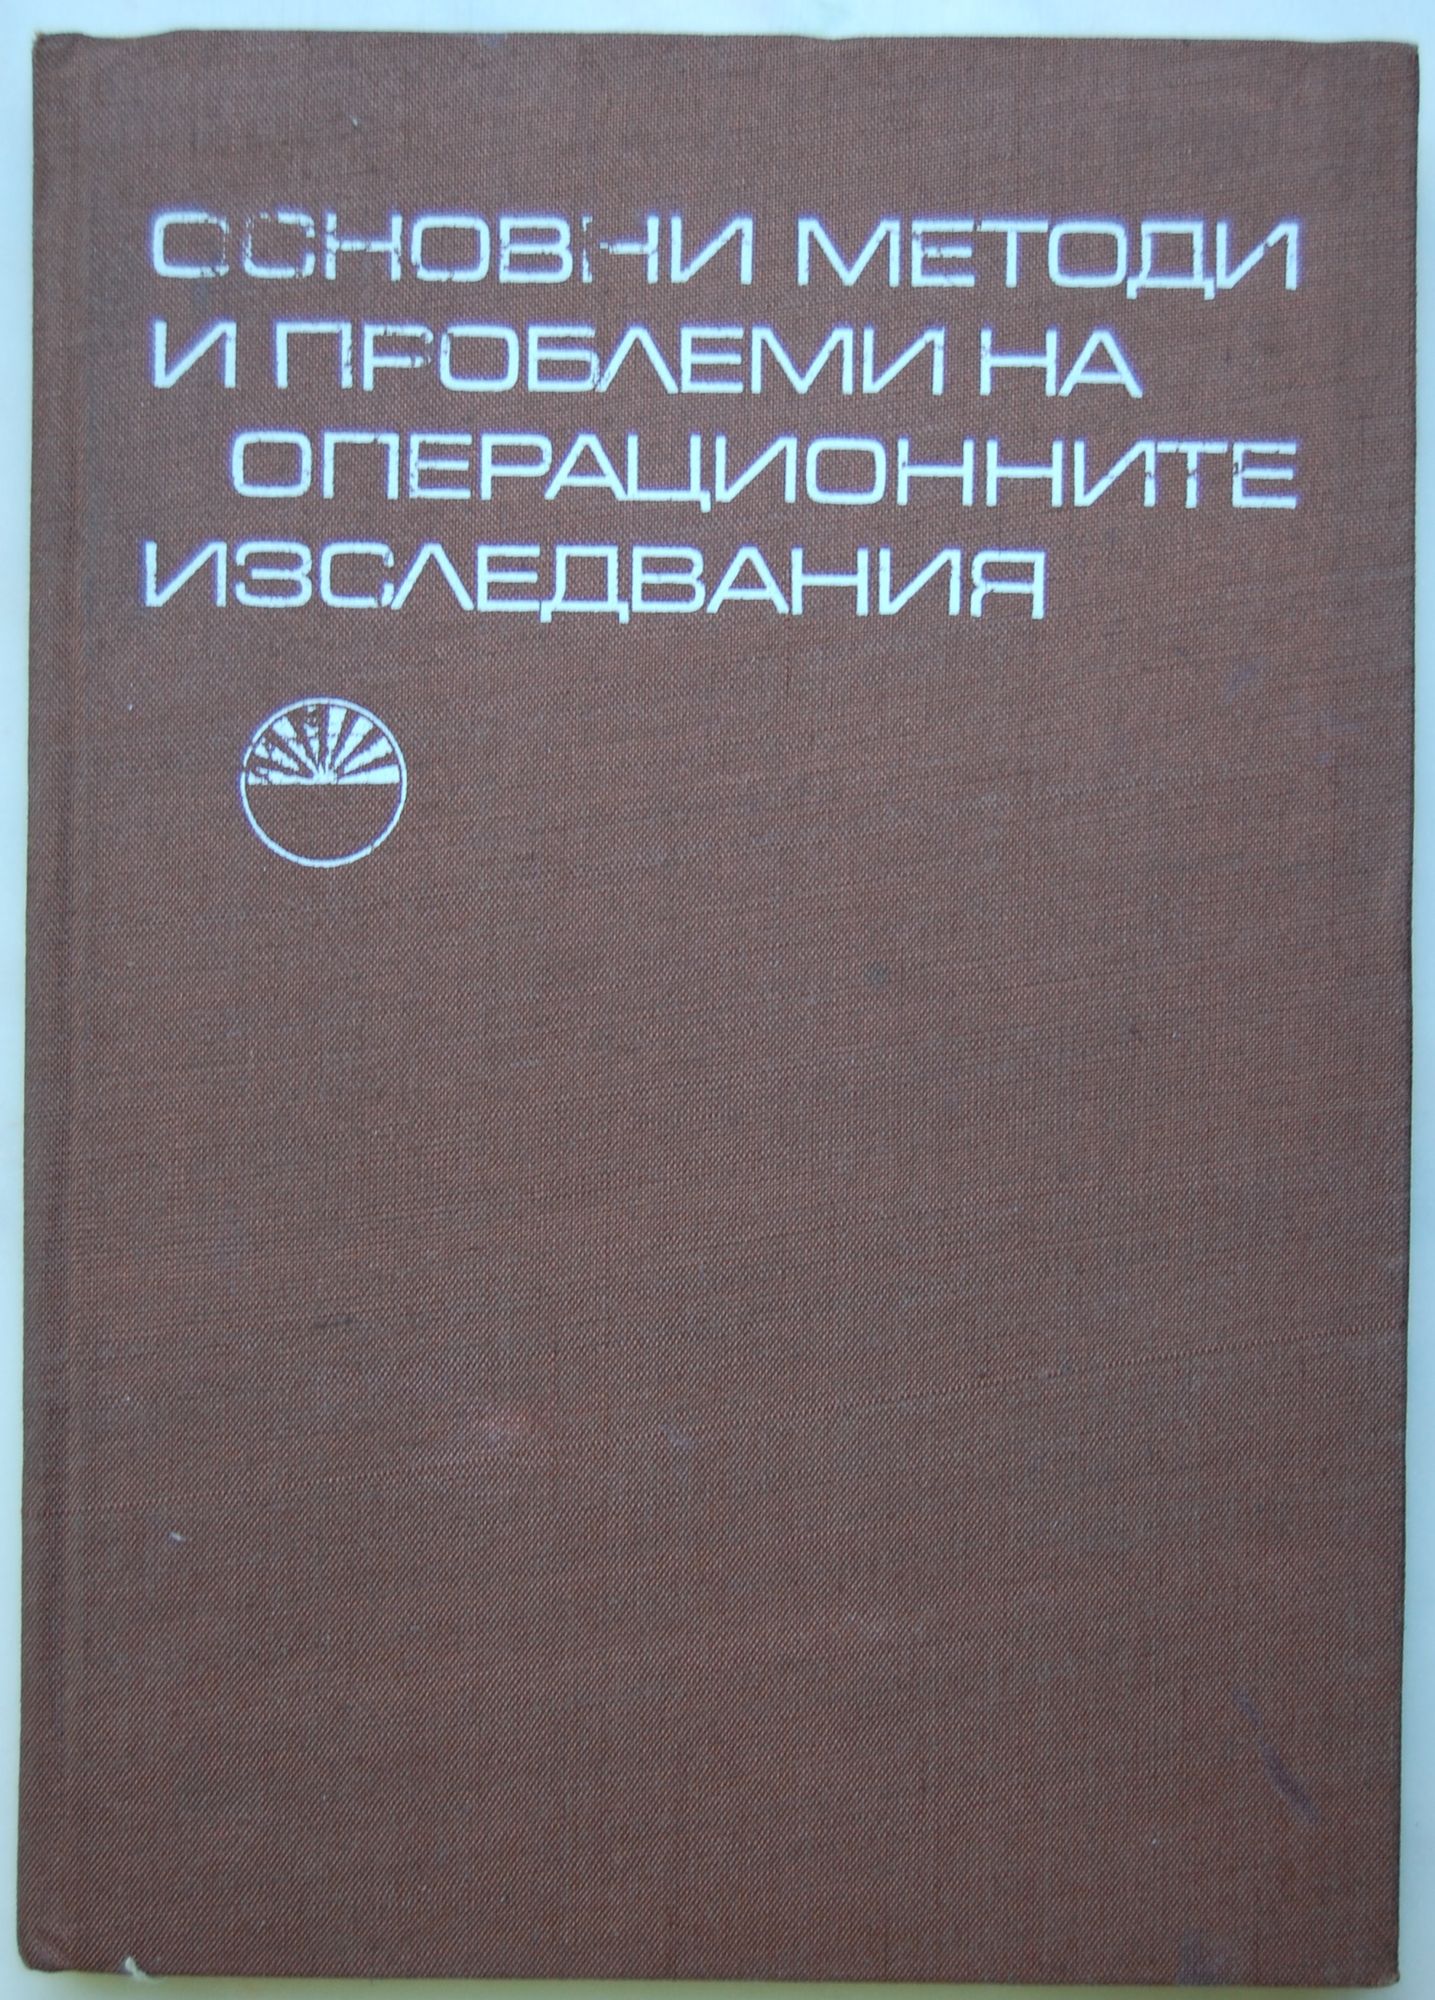 ОСНОВНИ МЕТОДИ
И ПРОБЛЕМИ НА
ОПЕРАЦИОННИТЕ
ИЗСЛЕДВАНИЯ